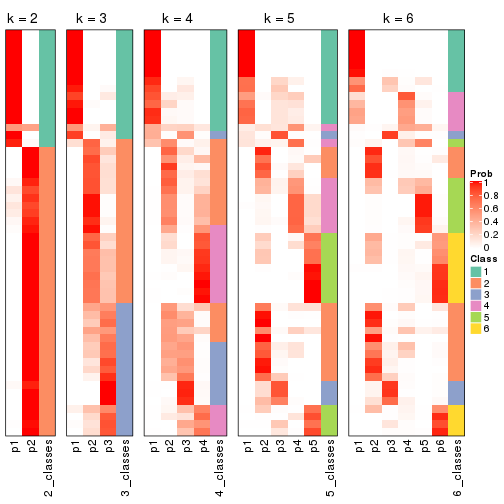 k = 2
k = 3
k = 4
k = 5
k = 6
Prob
1
0.8
0.6
0.4
0.2
0
Class
1
2
3
4
5
6
p1
p2
2_classes
p1
p2
p3
3_classes
p1
p2
p3
p4
4_classes
p1
p2
p3
p4
p5
5_classes
p1
p2
p3
p4
p5
p6
6_classes